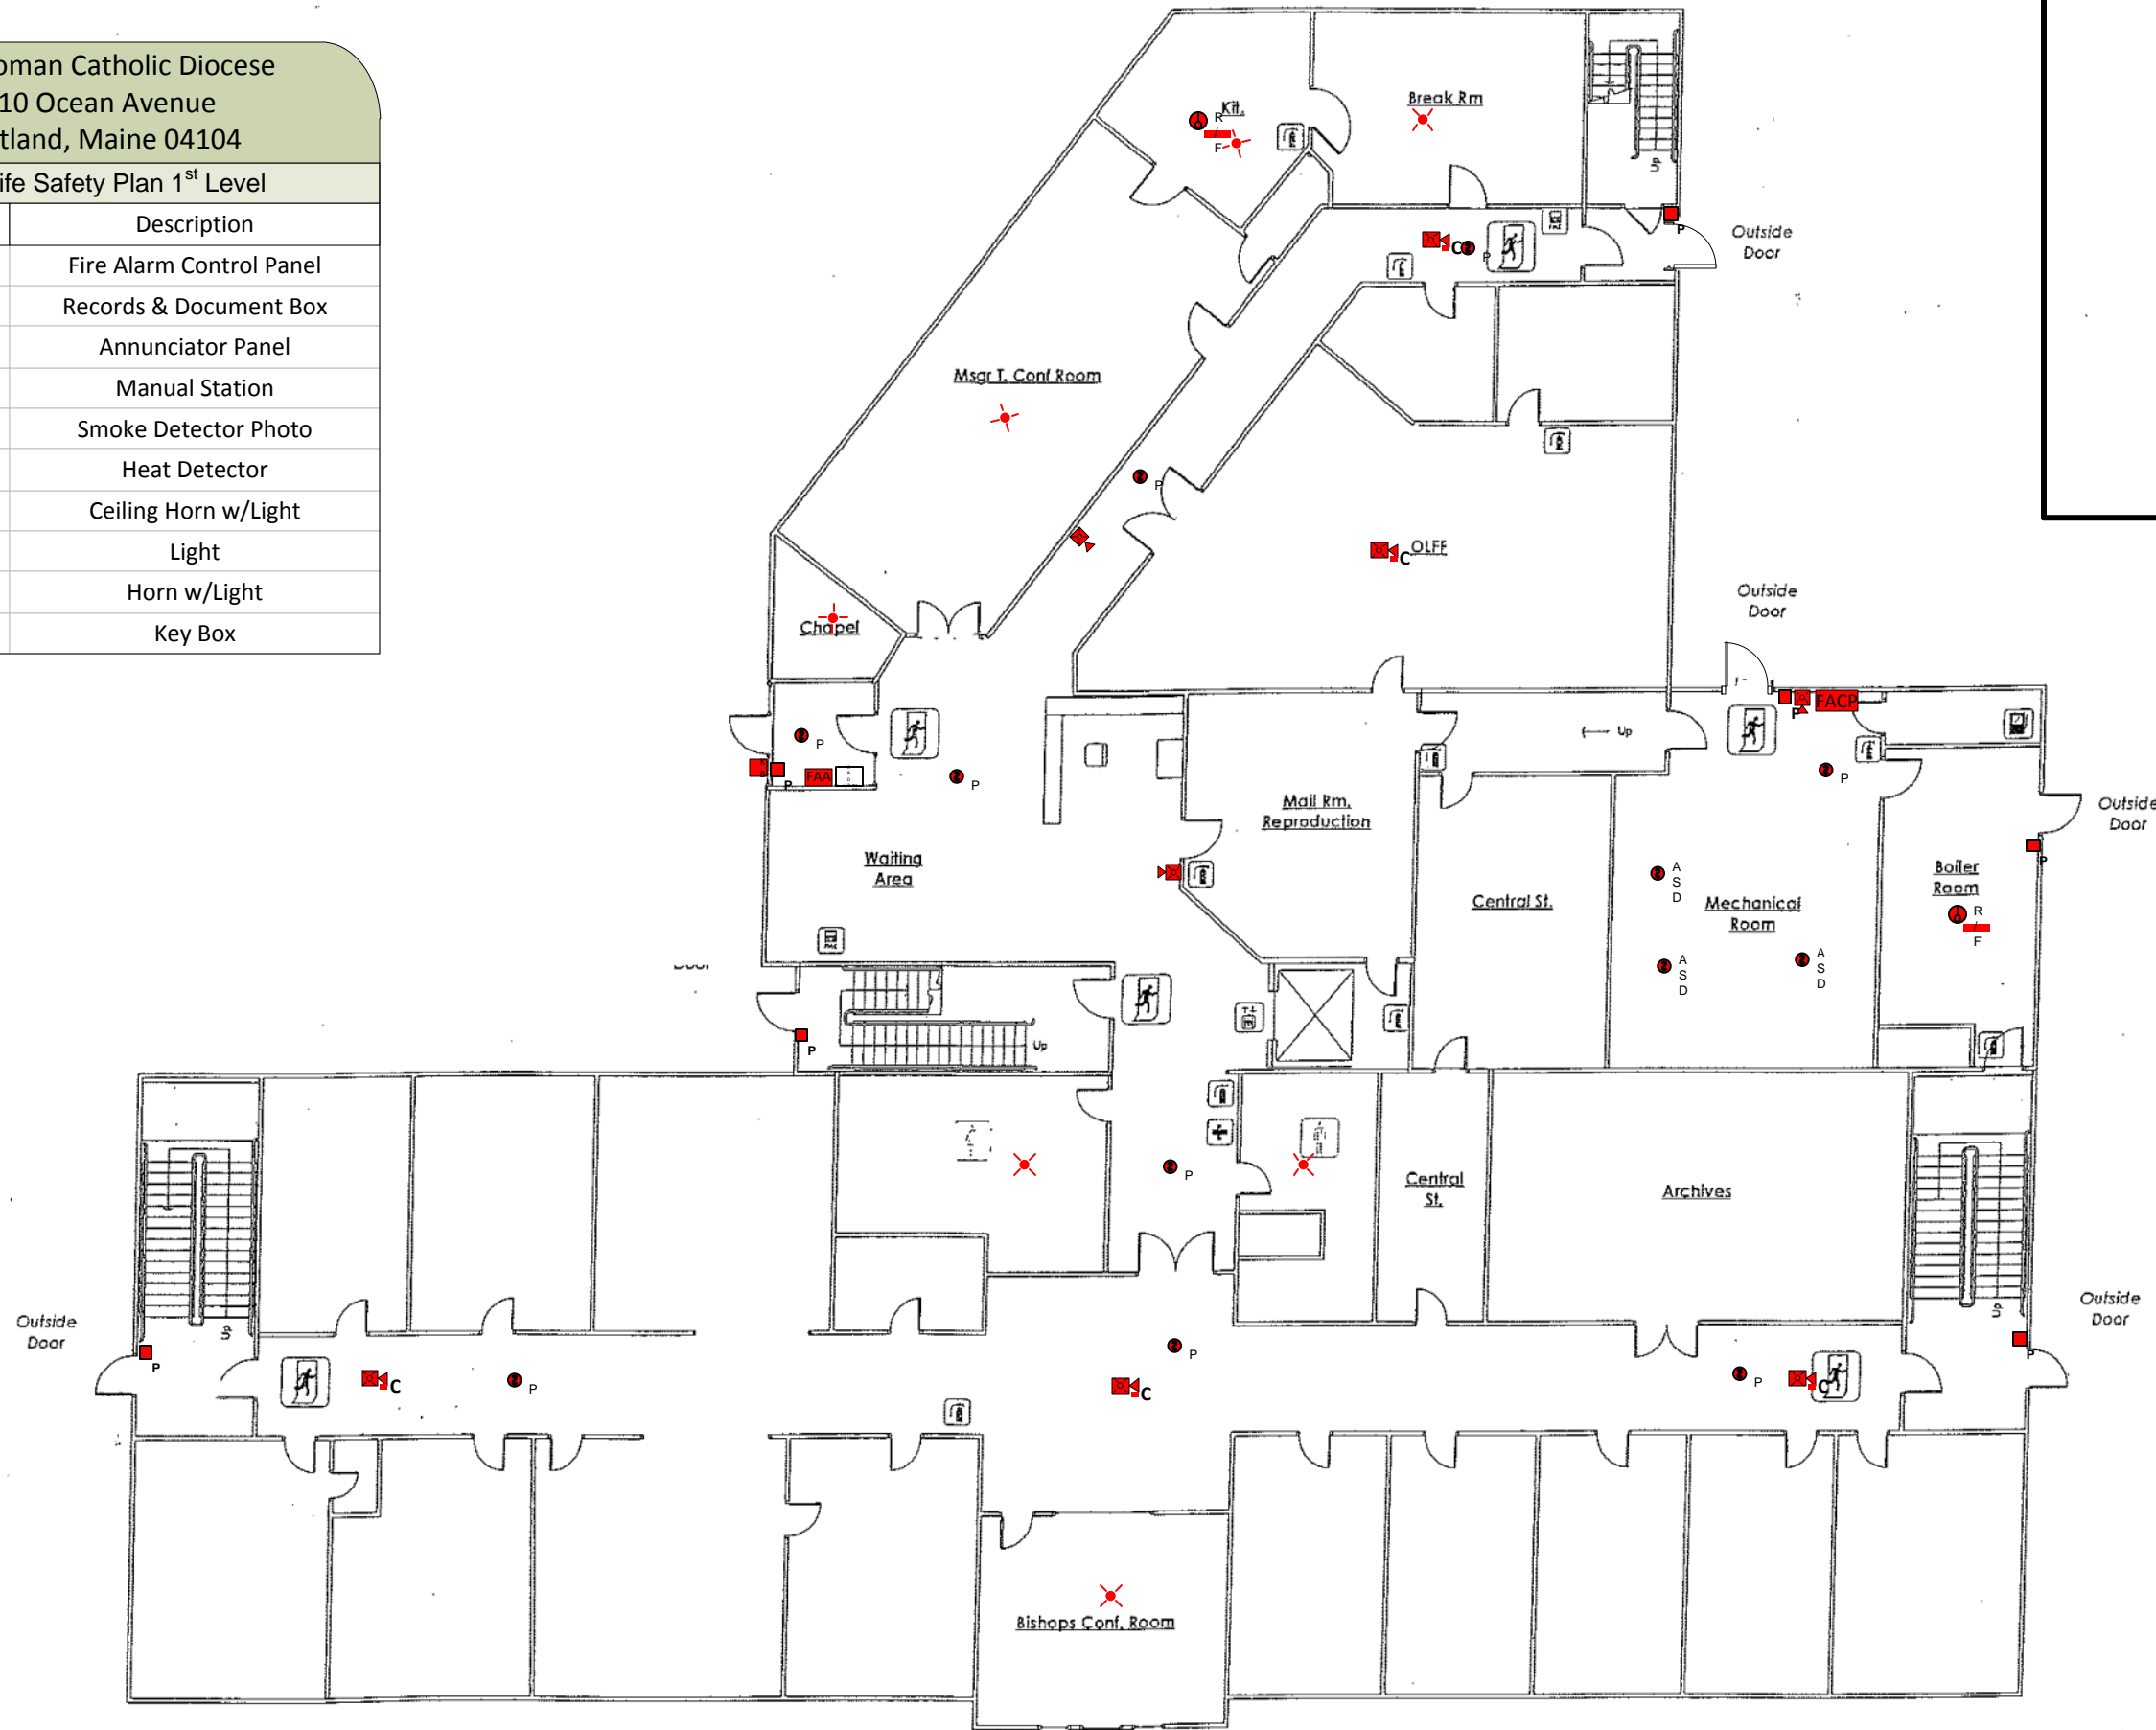 oman Catholic Diocese
10 Ocean Avenue
tland, Maine 04104
ife Safety Plan 1st Level
Description
Fire Alarm Control Panel
Records & Document Box
Annunciator Panel
Manual Station
Smoke Detector Photo
Heat Detector
Ceiling Horn w/Light
Light
Horn w/Light
Key Box
Kit.
R
F
Break Rm
Up
P
Outside
Door
C
P
Msgr T. Conf Room
P
C
OLFF
Chapel
Outside
Door
P
FACP
Up
P
P
P
FAA
P
Mail Rm.
Reproduction
Outside
Door
P
Waiting
Area
Central St.
A
S
D
Mechanical
Room
Boiler
Room
R
F
A
S
D
A
S
D
P
Up
P
Central
St.
Archives
Outside
Door
Up
P
P
Up
P
Outside
Door
C
P
C
P
C
Bishops Conf. Room